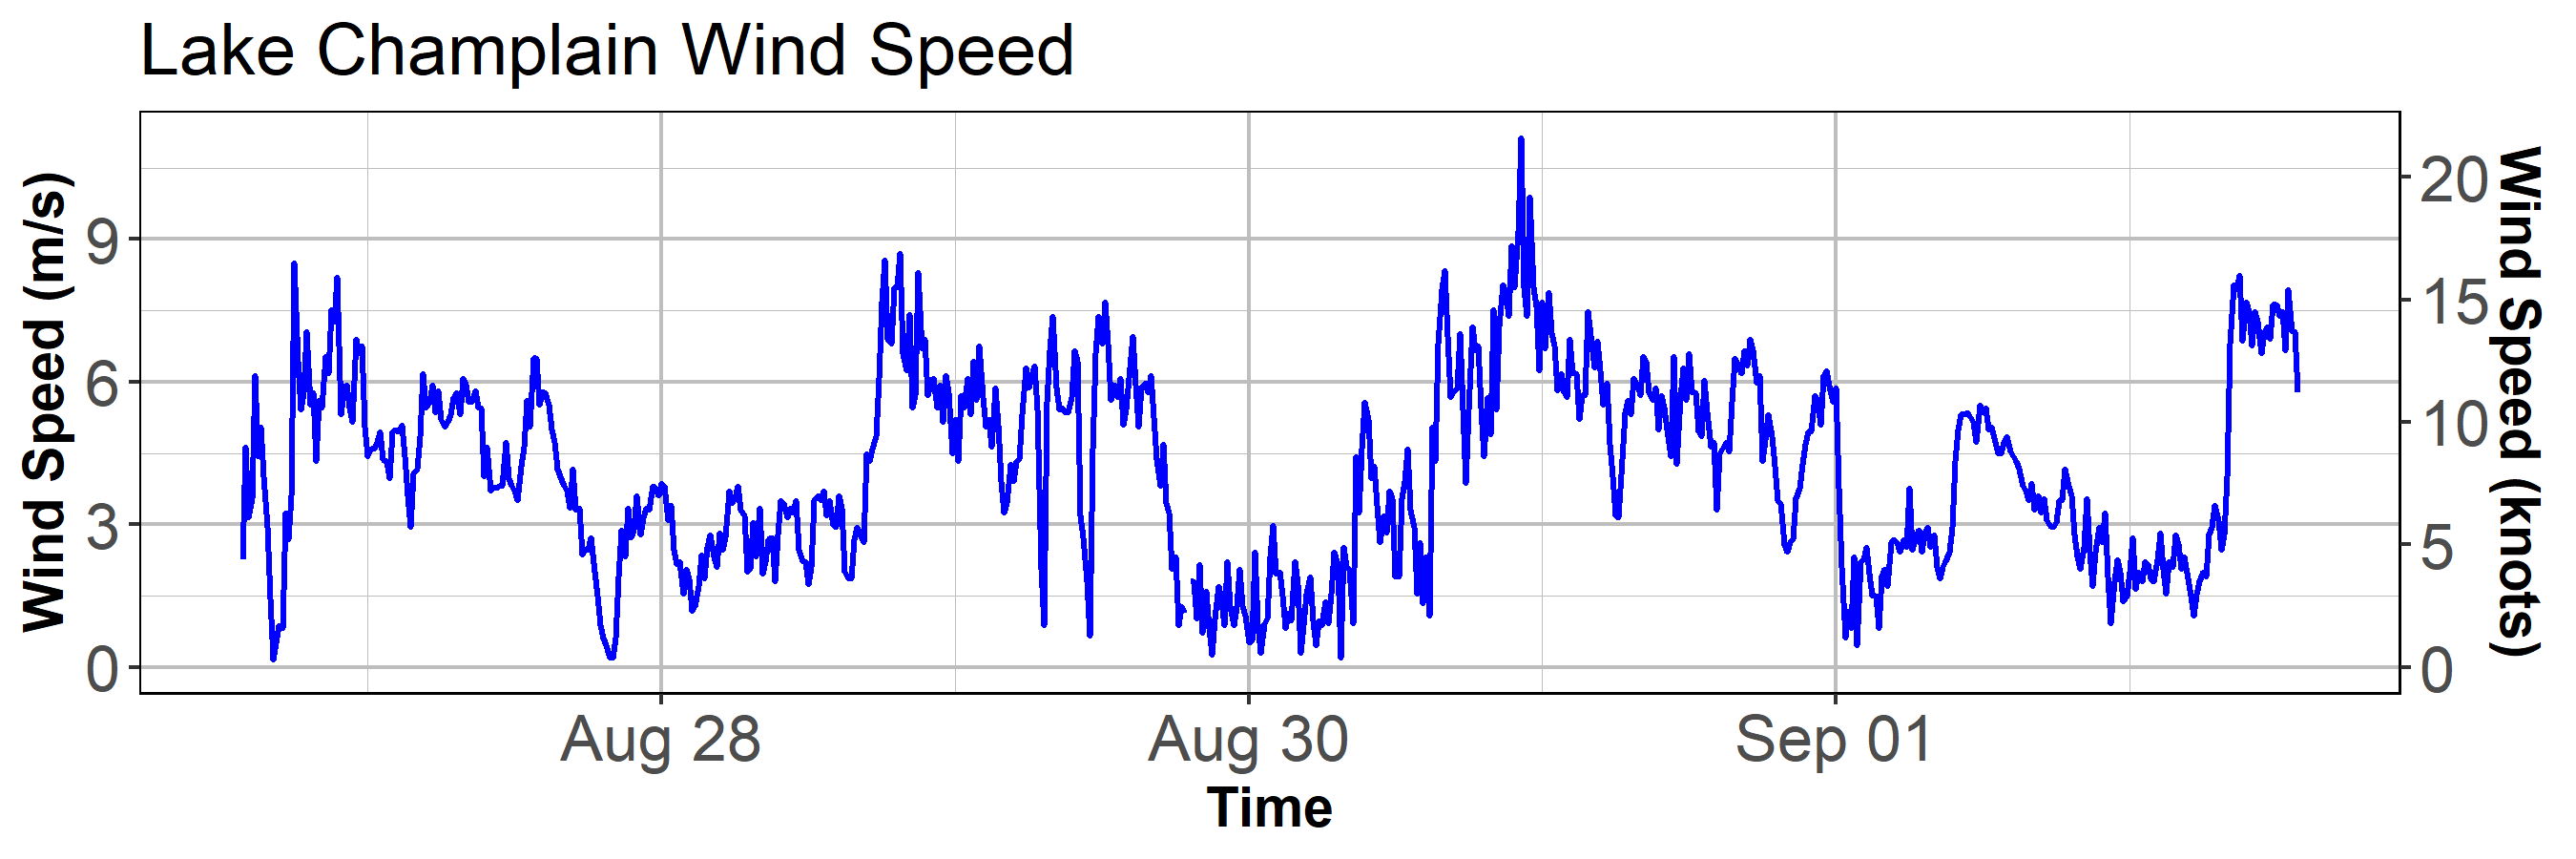 Lake Champlain Wind Speed
Wind Speed (m/s)
9
6
3
0
20
15
10
5
0
Wind Speed (knots)
Aug 28
Aug 30
Sep 01
Time